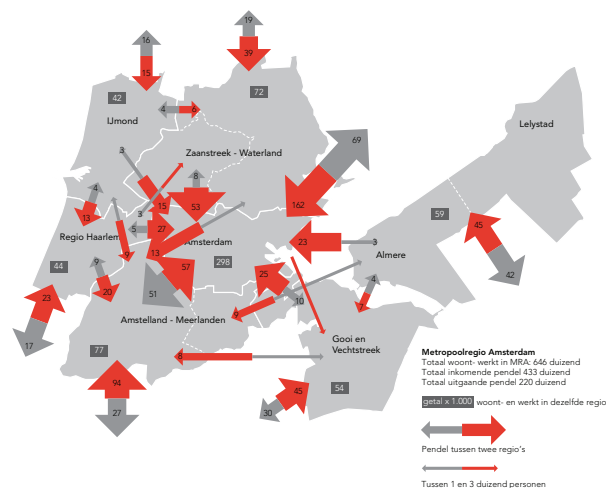 19
16
39
15
42
72
IJmond
4
6
69
Lelystad
3
Zaanstreek - Waterland
8
4
162
15
53
59
13
3
45
5
27
Regio Haarlem
Amsterdam
23
3
9
13
Almere
44
9
298
57
25
4
42
23
20
51
10
7
Amstelland - Meerlanden
9
17
Gooi en
Vechtstreek
77
8
94
45
54
27
30
Metropoolregio Amsterdam
Totaal woont- werkt in MRA: 646 duizend
Totaal inkomende pendel 433 duizend
Totaal uitgaande pendel 220 duizend
getal x 1.000 woont- en werkt in dezelfde regio
Pendel tussen twee regio's
Tussen 1 en 3 duizend personen